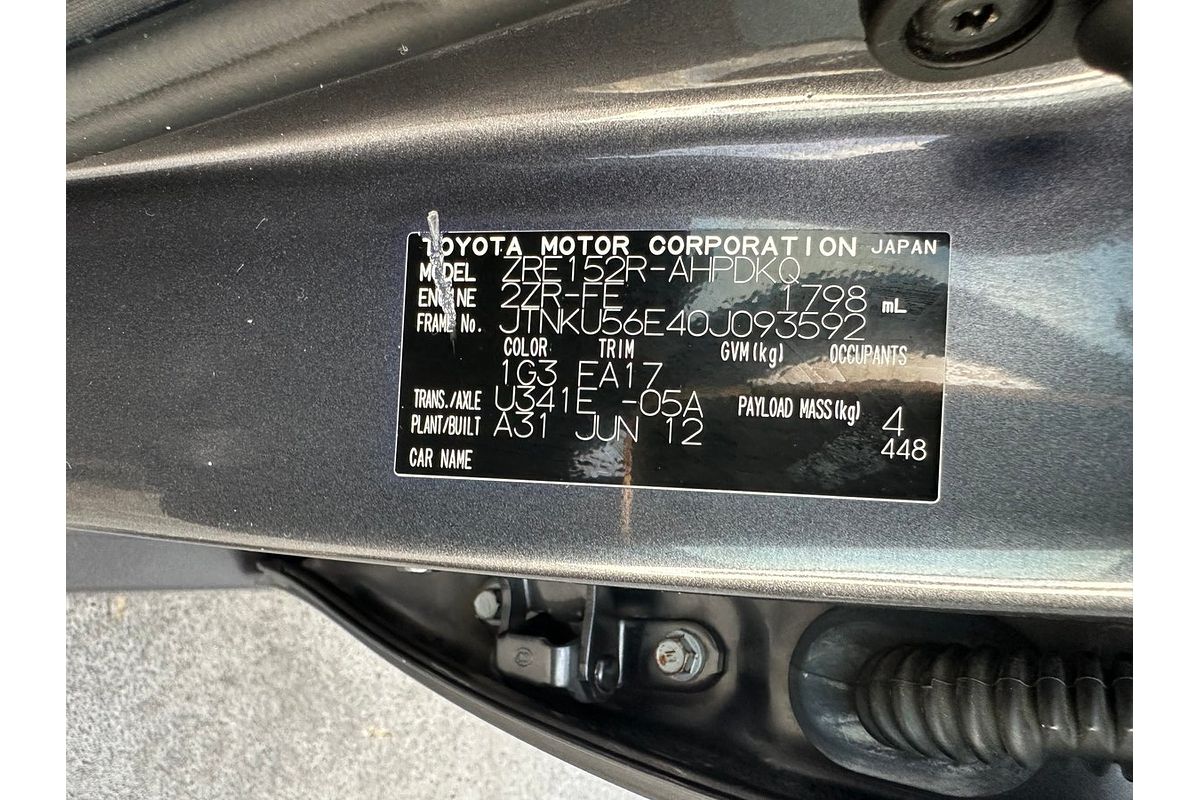 TOYOTA MOTOR CORPORATION JAPAN
MODEL ZRE152R-AHPDKQ
ENGINE 2ZR-FE 1798 mL
FRAME No. JTNKU56E40J093592
COLOR TRIM GVM(kg) OCCUPANTS
1G3 EA17
TRANS./AXLE U341E -05A PAYLOAD MASS(kg) 4
PLANT/BUILT A31 JUN 12 448
CAR NAME